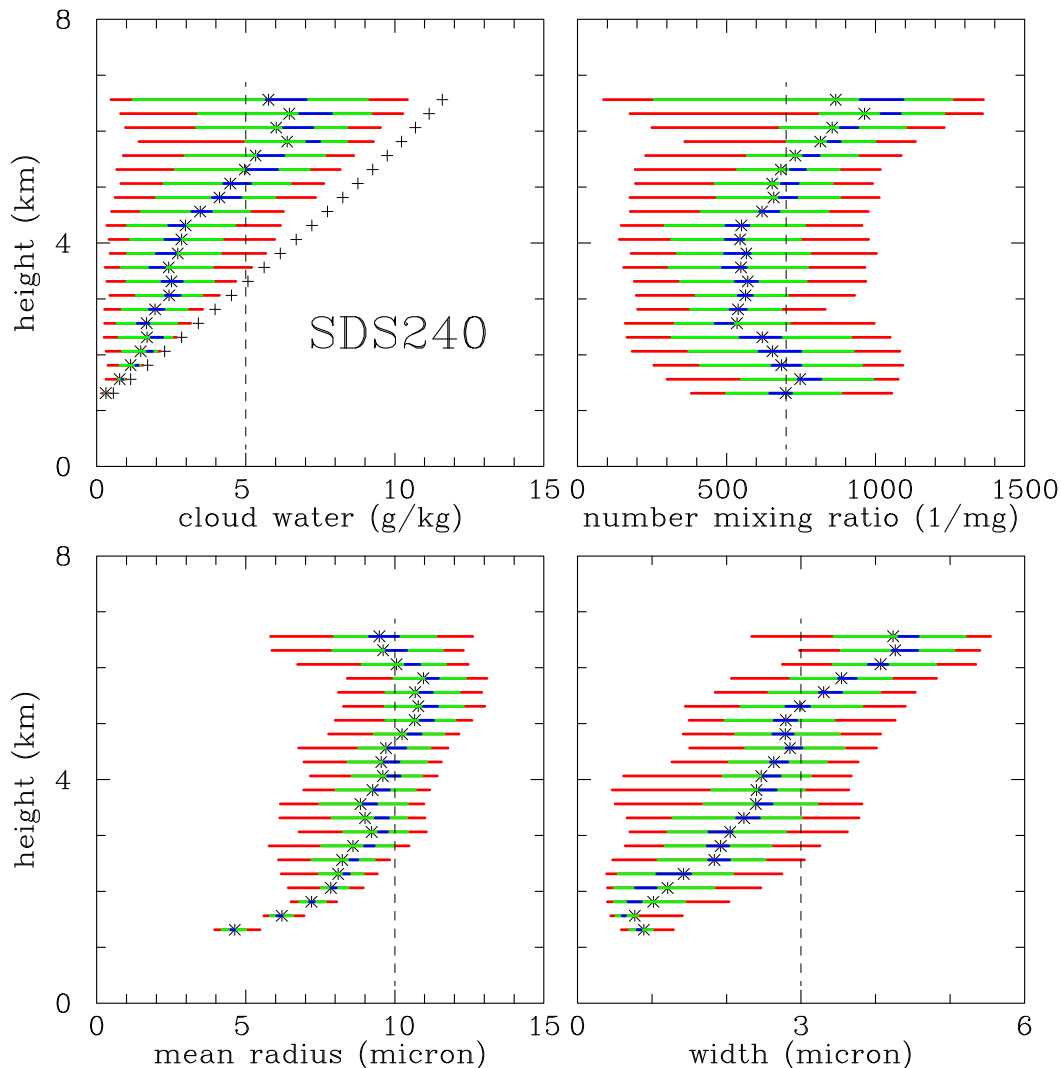 8
4
0
height (km)
SDS240
0 5 10 15
cloud water (g/kg)
500 1000 1500
number mixing ratio (1/mg)
8
4
0
height (km)
0 5 10 15
mean radius (micron)
0 3 6
width (micron)